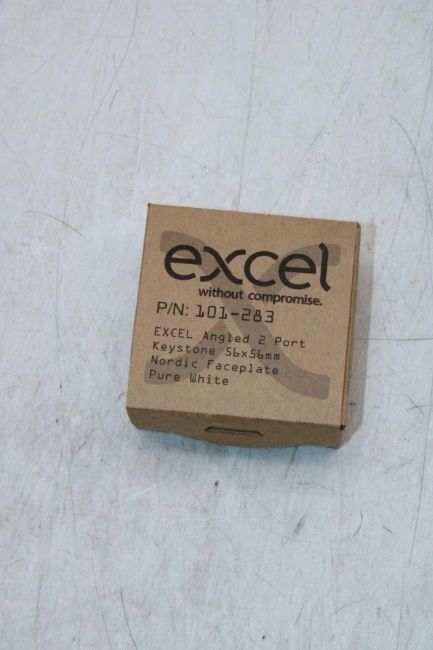 excel
without compromise.
P/N: 101-283
EXCEL Angled 2 Port
Keystone 56x56mm
Nordic Faceplate
Pure White